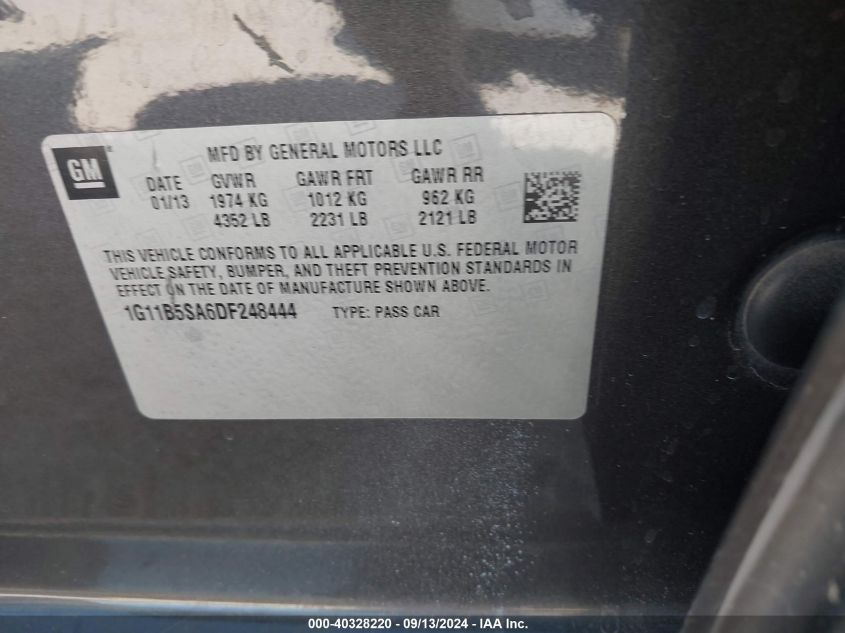 GM
MFD BY GENERAL MOTORS LLC
DATE GVWR GAWR FRT GAWR RR
01/13 1974 KG 1012 KG 962 KG
4352 LB 2231 LB 2121 LB
THIS VEHICLE CONFORMS TO ALL APPLICABLE U.S. FEDERAL MOTOR
VEHICLE SAFETY, BUMPER, AND THEFT PREVENTION STANDARDS IN
EFFECT ON THE DATE OF MANUFACTURE SHOWN ABOVE.
1G11B5SA6DF248444 TYPE: PASS CAR
000-40328220 - 09/13/2024 - IAA Inc.